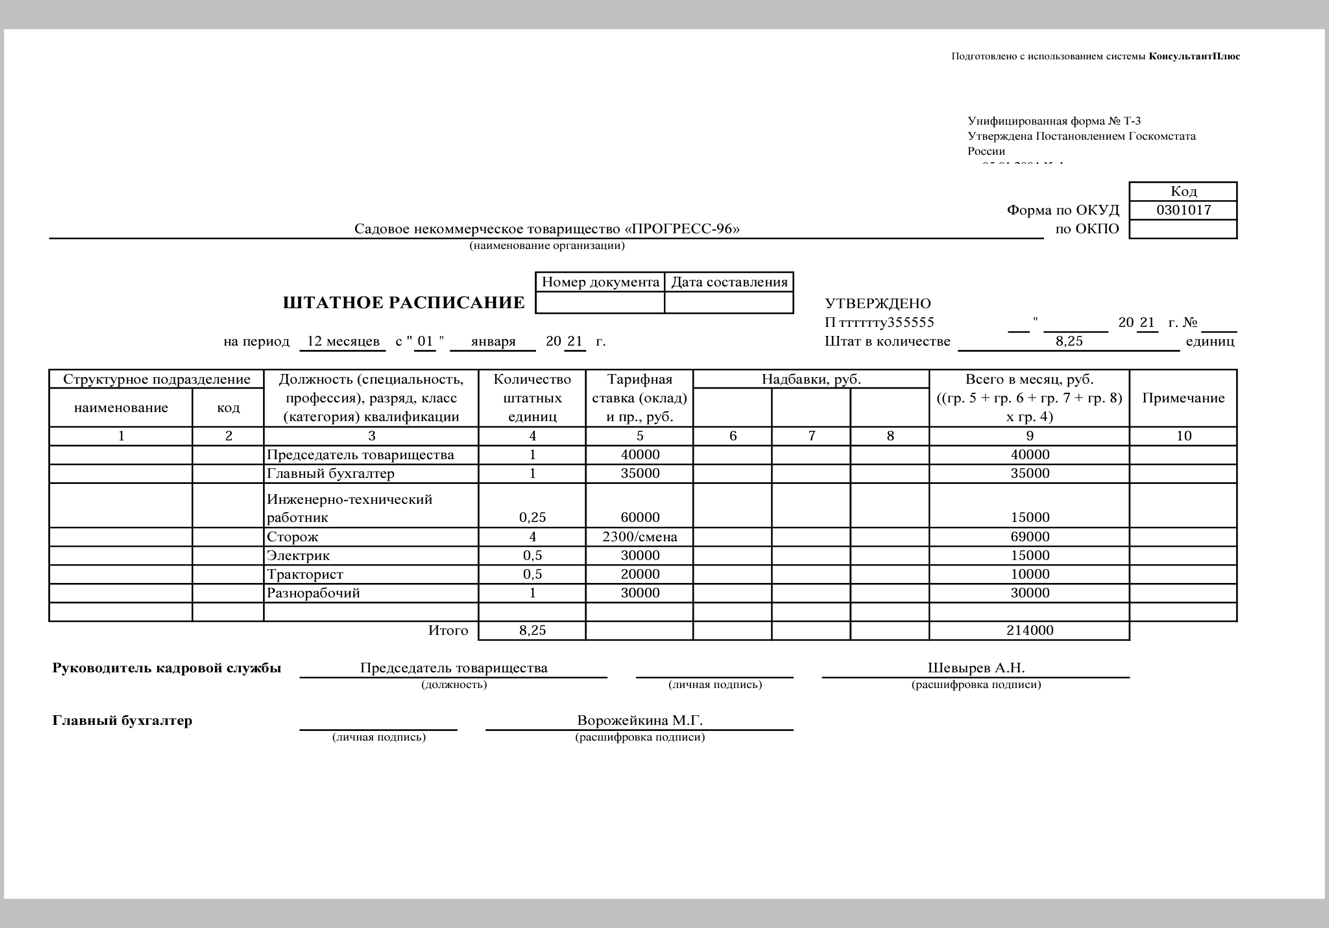 Подготовлено с использованием системы КонсультантПлюс
Унифицированная форма № Т-3
Утверждена Постановлением Госкомстата
России
Код
Форма по ОКУД 0301017
Садовое некоммерческое товарищество «ПРОГРЕСС-96» по ОКПО
(наименование организации)
Номер документа Дата составления
ШТАТНОЕ РАСПИСАНИЕ УТВЕРЖДЕНО
П ттттттy355555 " 20 21 г. №
на период 12 месяцев с " 01 " января 20 21 г. Штат в количестве 8,25 единиц
Структурное подразделение Должность (специальность, Количество Тарифная Надбавки, руб. Всего в месяц, руб.
наименование код профессия), разряд, класс штатных ставка (оклад) ((гр. 5 + гр. 6 + гр. 7 + гр. 8) Примечание
(категория) квалификации единиц и пр., руб. х гр. 4)
1 2 3 4 5 6 7 8 9 10
Председатель товарищества 1 40000 40000
Главный бухгалтер 1 35000 35000
Инженерно-технический
работник 0,25 60000 15000
Сторож 4 2300/смена 69000
Электрик 0,5 30000 15000
Тракторист 0,5 20000 10000
Разнорабочий 1 30000 30000
Итого 8,25 214000
Руководитель кадровой службы Председатель товарищества Шевырев А.Н.
(должность) (личная подпись) (расшифровка подписи)
Главный бухгалтер Ворожейкина М.Г.
(личная подпись) (расшифровка подписи)